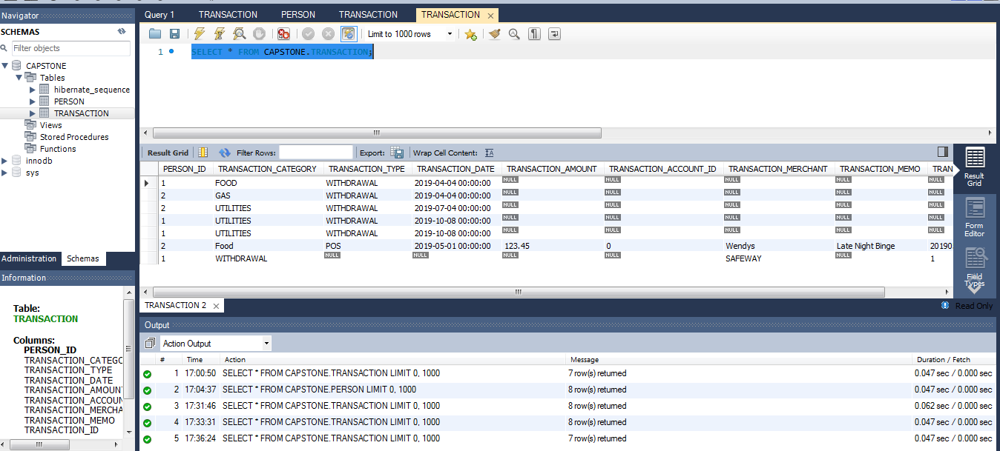 Navigator
Query 1 TRANSACTION PERSON TRANSACTION TRANSACTION
SCHEMAS
Limit to 1000 rows
Filter objects
1 SELECT * FROM CAPSTONE.TRANSACTION;
CAPSTONE
Tables
hibernate_sequence
PERSON
TRANSACTION
Views
Stored Procedures
Functions
innodb
sys
Result Grid Filter Rows: Export: Wrap Cell Content:
PERSON_ID TRANSACTION_CATEGORY TRANSACTION_TYPE TRANSACTION_DATE TRANSACTION_AMOUNT TRANSACTION_ACCOUNT_ID TRANSACTION_MERCHANT TRANSACTION_MEMO TRAN
1 FOOD WITHDRAWAL 2019-04-04 00:00:00 NULL NULL NULL NULL NULL
2 GAS WITHDRAWAL 2019-04-04 00:00:00 NULL NULL NULL NULL NULL
2 UTILITIES WITHDRAWAL 2019-07-04 00:00:00 NULL NULL NULL NULL NULL
1 UTILITIES WITHDRAWAL 2019-10-08 00:00:00 NULL NULL NULL NULL NULL
1 UTILITIES WITHDRAWAL 2019-10-08 00:00:00 NULL NULL NULL NULL NULL
2 Food POS 2019-05-01 00:00:00 123.45 0 Wendys Late Night Binge 20190
1 WITHDRAWAL NULL NULL NULL NULL SAFEWAY NULL 1
Result
Grid
Form
Editor
Field
Types
Administration Schemas
Information
TRANSACTION 2
Read Only
Table:
TRANSACTION
Columns:
PERSON_ID
TRANSACTION_CATEGO
TRANSACTION_TYPE
TRANSACTION_DATE
TRANSACTION_AMOUN
TRANSACTION_ACCOUN
TRANSACTION_MERCHA
TRANSACTION_MEMO
TRANSACTION_ID
Output
Action Output
# Time Action Message Duration / Fetch
1 17:00:50 SELECT * FROM CAPSTONE.TRANSACTION LIMIT 0, 1000 7 row(s) returned 0.047 sec / 0.000 sec
2 17:04:37 SELECT * FROM CAPSTONE.PERSON LIMIT 0, 1000 8 row(s) returned 0.047 sec / 0.000 sec
3 17:31:46 SELECT * FROM CAPSTONE.TRANSACTION LIMIT 0, 1000 8 row(s) returned 0.062 sec / 0.000 sec
4 17:33:31 SELECT * FROM CAPSTONE.TRANSACTION LIMIT 0, 1000 8 row(s) returned 0.047 sec / 0.000 sec
5 17:36:24 SELECT * FROM CAPSTONE.TRANSACTION LIMIT 0, 1000 8 row(s) returned 0.047 sec / 0.000 sec